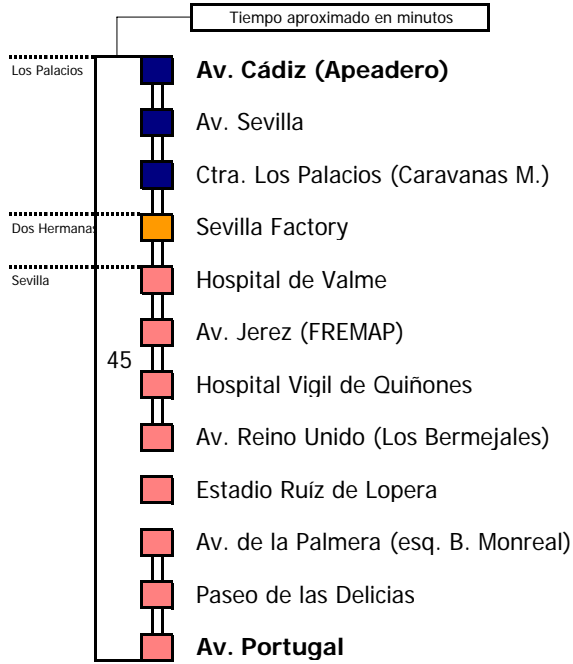 Tiempo aproximado en minutos
Los Palacios
Av. Cádiz (Apeadero)
Av. Sevilla
Ctra. Los Palacios (Caravanas M.)
Dos Hermanas
Sevilla Factory
Sevilla
Hospital de Valme
Av. Jerez (FREMAP)
45
Hospital Vigil de Quiñones
Av. Reino Unido (Los Bermejales)
Estadio Ruíz de Lopera
Av. de la Palmera (esq. B. Monreal)
Paseo de las Delicias
Av. Portugal